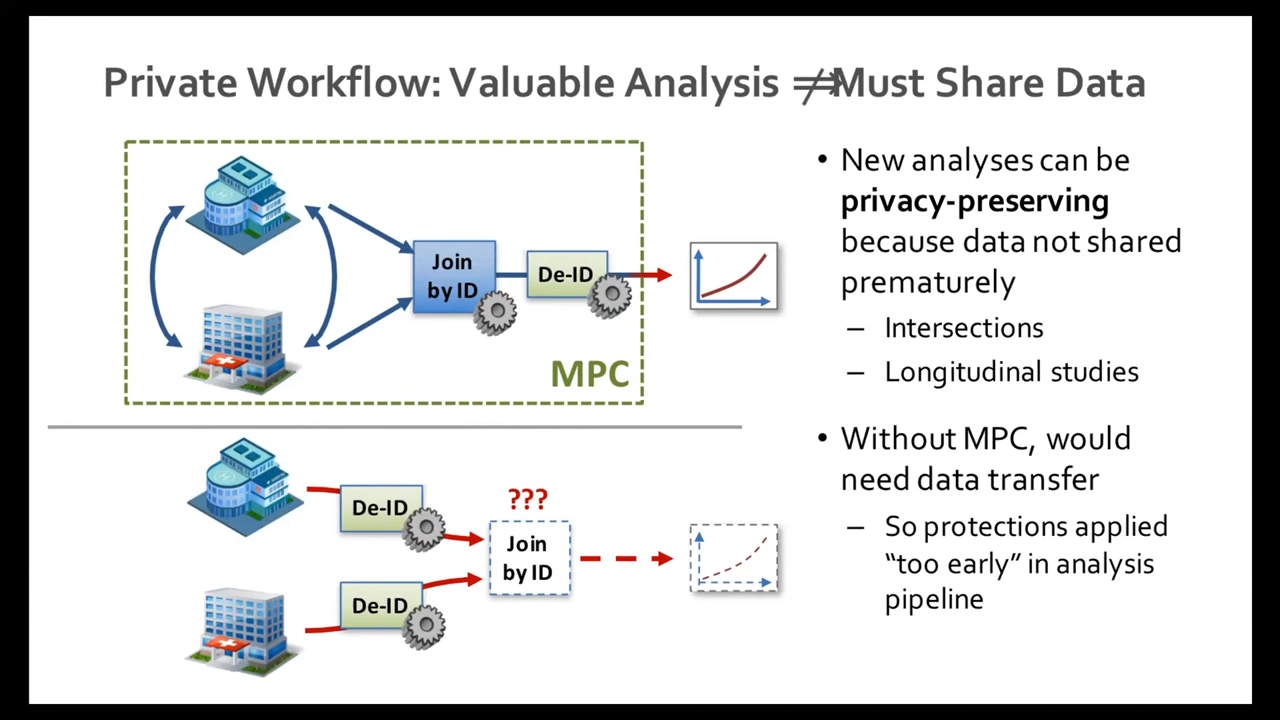 Private Workflow: Valuable Analysis ≠> Must Share Data
Join
by ID
De-ID
MPC
De-ID
???
Join
by ID
De-ID
• New analyses can be
privacy-preserving
because data not shared
prematurely
– Intersections
– Longitudinal studies
• Without MPC, would
need data transfer
– So protections applied
“too early” in analysis
pipeline